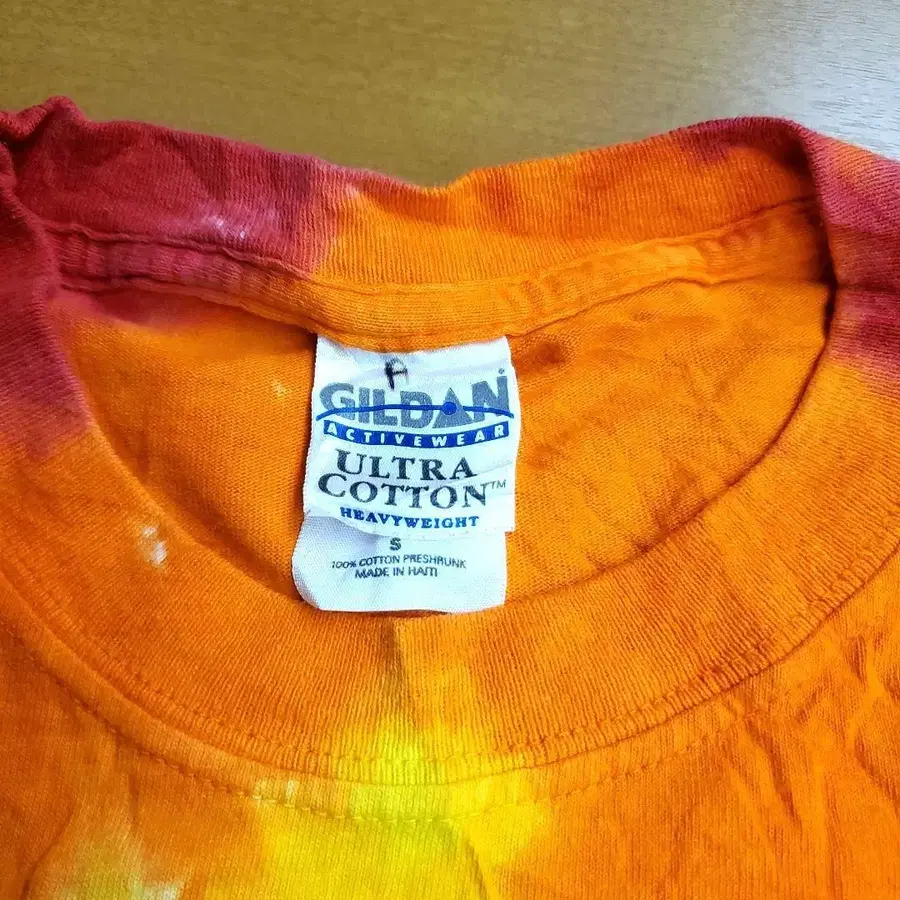 A
GILDAN
ACTIVEWEAR
ULTRA
COTTON™
HEAVYWEIGHT
S
100% COTTON PRESHRUNK
MADE IN HAITI